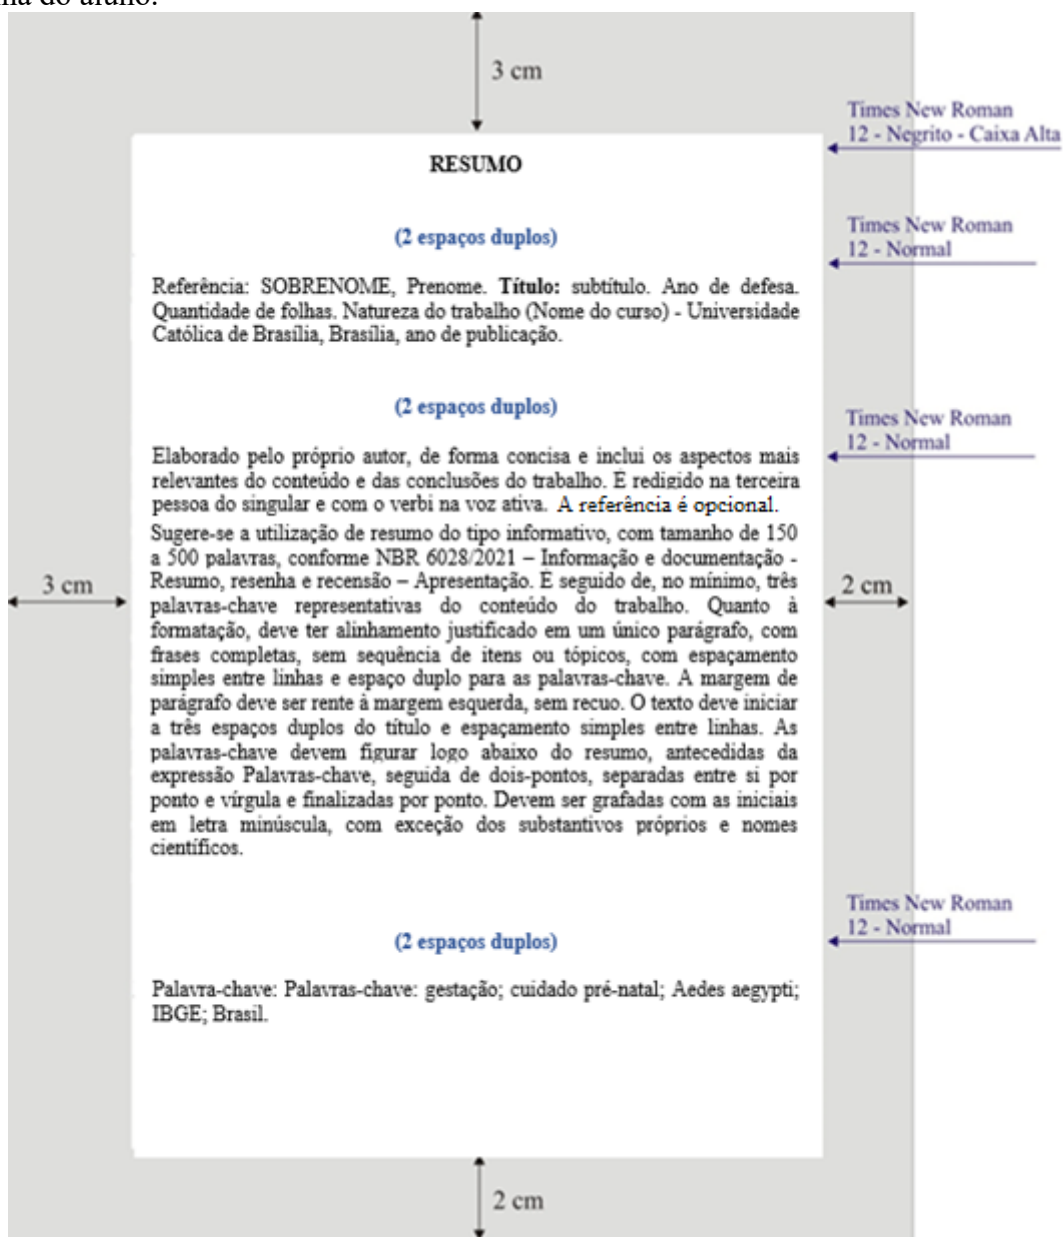 do aluno.
3 cm
Times New Roman
12 - Negrito - Caixa Alta
RESUMO
(2 espaços duplos)
Times New Roman
12 - Normal
Referência: SOBRENOME, Prenome. Título: subtítulo. Ano de defesa.
Quantidade de folhas. Natureza do trabalho (Nome do curso) - Universidade
Católica de Brasília, Brasília, ano de publicação.
(2 espaços duplos)
Times New Roman
12 - Normal
Elaborado pelo próprio autor, de forma concisa e inclui os aspectos mais
relevantes do conteúdo e das conclusões do trabalho. É redigido na terceira
pessoa do singular e com o verbi na voz ativa. A referência é opcional.
Sugere-se a utilização de resumo do tipo informativo, com tamanho de 150
a 500 palavras, conforme NBR 6028/2021 – Informação e documentação -
Resumo, resenha e recensão – Apresentação. É seguido de, no mínimo, três
palavras-chave representativas do conteúdo do trabalho. Quanto à
formatação, deve ter alinhamento justificado em um único parágrafo, com
frases completas, sem sequência de itens ou tópicos, com espaçamento
simples entre linhas e espaço duplo para as palavras-chave. A margem de
parágrafo deve ser rente à margem esquerda, sem recuo. O texto deve iniciar
a três espaços duplos do título e espaçamento simples entre linhas. As
palavras-chave devem figurar logo abaixo do resumo, antecedidas da
expressão Palavras-chave, seguida de dois-pontos, separadas entre si por
ponto e vírgula e finalizadas por ponto. Devem ser grafadas com as iniciais
em letra minúscula, com exceção dos substantivos próprios e nomes
científicos.
3 cm
2 cm
(2 espaços duplos)
Times New Roman
12 - Normal
Palavra-chave: Palavras-chave: gestação; cuidado pré-natal; Aedes aegypti;
IBGE; Brasil.
2 cm